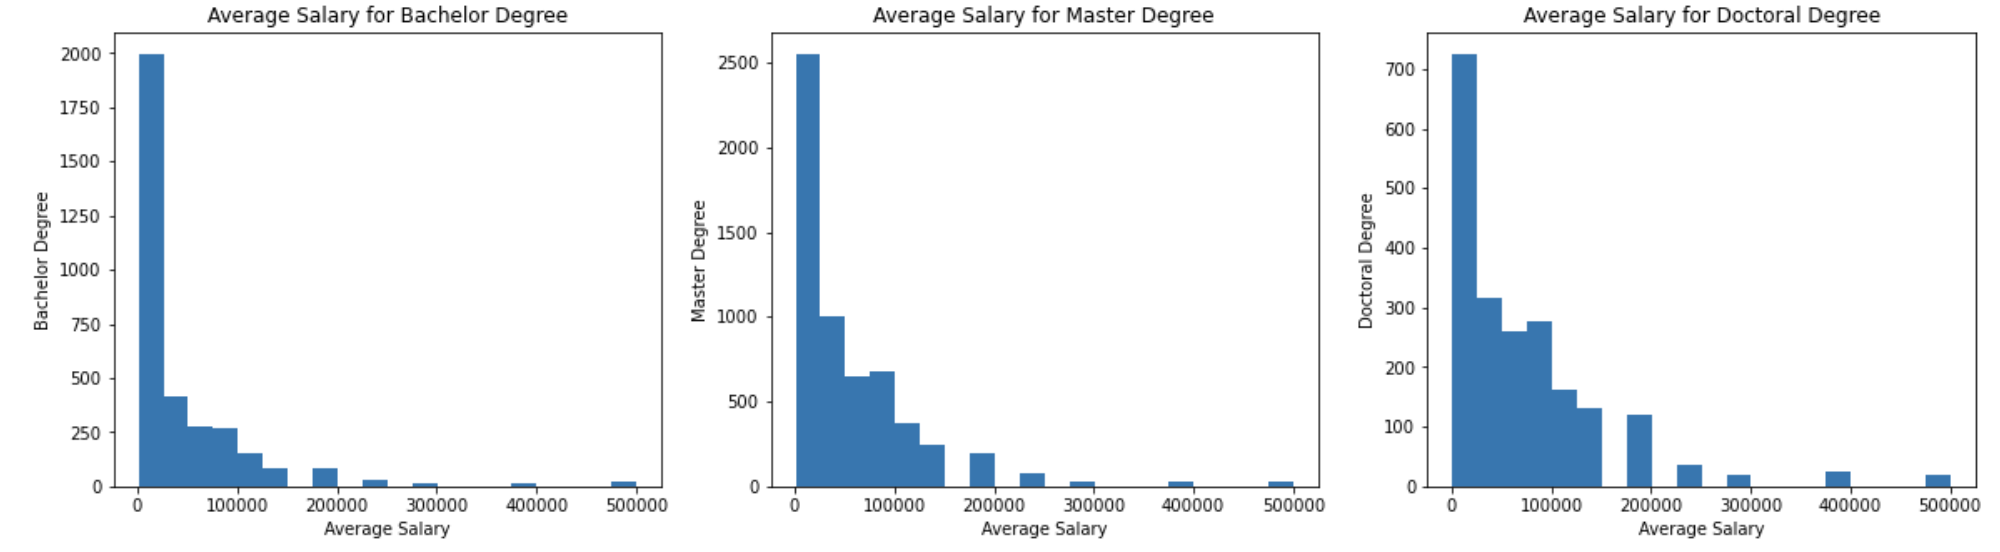 Average Salary for Bachelor Degree
2000
1750
1500
1250
1000
750
500
250
0
Bachelor Degree
0 100000 200000 300000 400000 500000
Average Salary
Average Salary for Master Degree
2500
2000
1500
1000
500
0
Master Degree
0 100000 200000 300000 400000 500000
Average Salary
Average Salary for Doctoral Degree
700
600
500
400
300
200
100
0
Doctoral Degree
0 100000 200000 300000 400000 500000
Average Salary